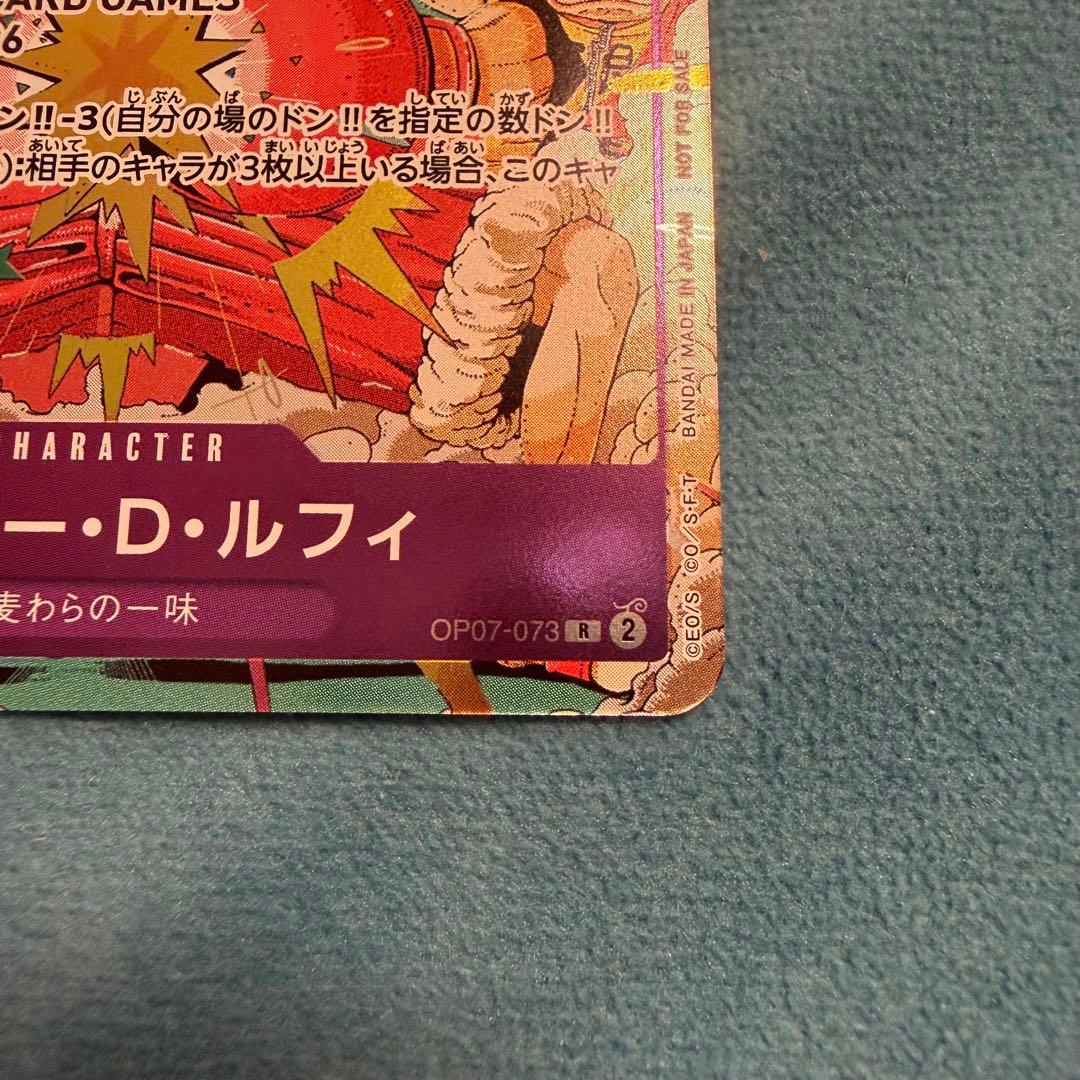 CARD GAMES
6
ン!!-3(自分の場のドン!!を指定の数ドン!!
):相手のキャラが3枚以上いる場合、このキャ
CHARACTER
ー・D・ルフィ
麦わらの一味
OP07-073 R 2
©E.O./S ©O/S・F・T BANDAI MADE IN JAPAN NOT FOR SALE